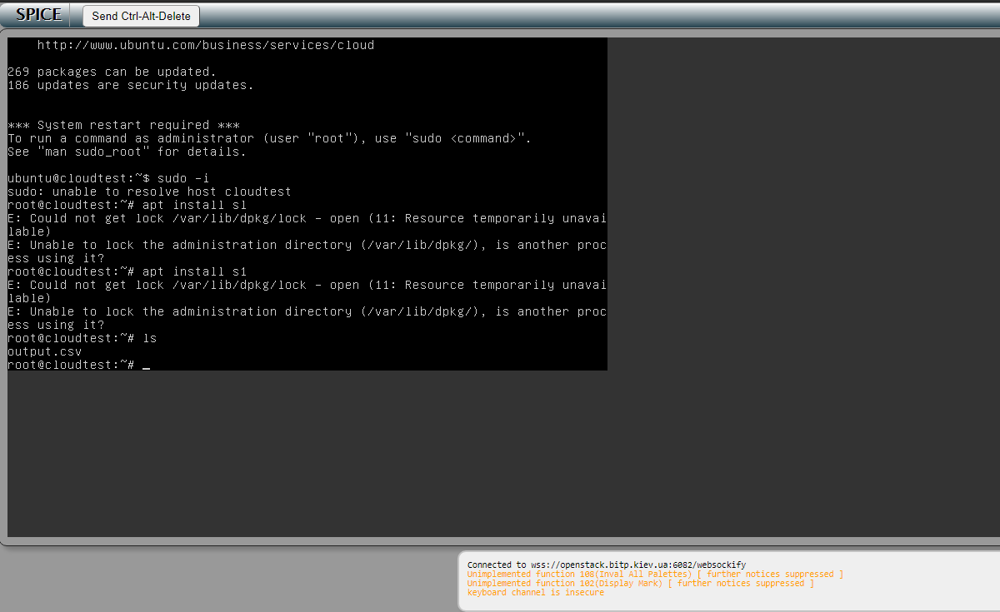 SPICE
Send Ctrl-Alt-Delete
http://www.ubuntu.com/business/services/cloud
269 packages can be updated.
186 updates are security updates.
*** System restart required ***
To run a command as administrator (user "root"), use "sudo <command>".
See "man sudo_root" for details.
ubuntu@cloudtest:~$ sudo -i
sudo: unable to resolve host cloudtest
root@cloudtest:~# apt install sl
E: Could not get lock /var/lib/dpkg/lock - open (11: Resource temporarily unavai
lable)
E: Unable to lock the administration directory (/var/lib/dpkg/), is another proc
ess using it?
root@cloudtest:~# apt install s1
E: Could not get lock /var/lib/dpkg/lock - open (11: Resource temporarily unavai
lable)
E: Unable to lock the administration directory (/var/lib/dpkg/), is another proc
ess using it?
root@cloudtest:~# ls
output.csv
root@cloudtest:~# _
Connected to wss://openstack.bitp.kiev.ua:6082/websockify
Unimplemented function 108(Inval All Palettes) [ further notices suppressed ]
Unimplemented function 102(Display Mark) [ further notices suppressed ]
keyboard channel is insecure